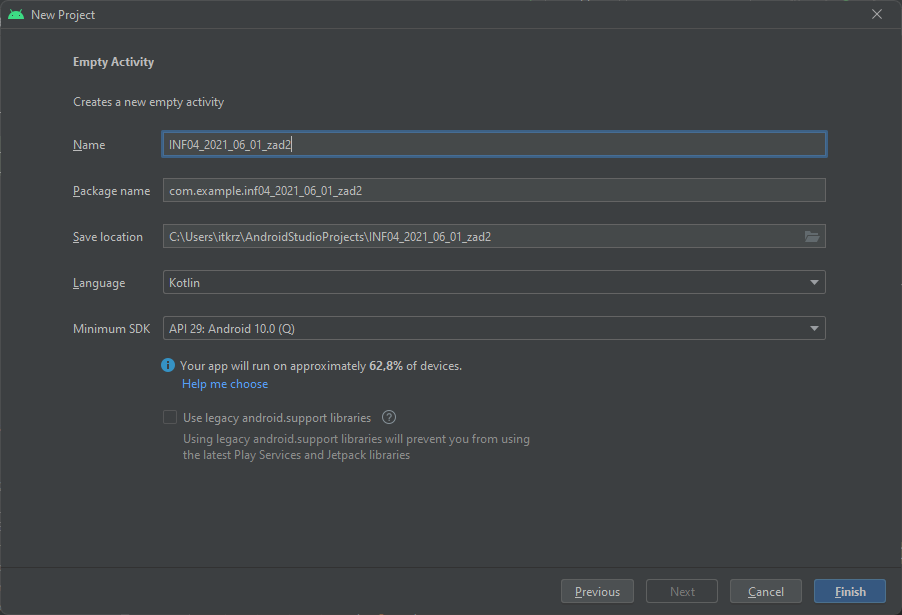 New Project
Empty Activity
Creates a new empty activity
Name INF04_2021_06_01_zad2
Package name com.example.inf04_2021_06_01_zad2
Save location C:\Users\itkrz\AndroidStudioProjects\INF04_2021_06_01_zad2
Language Kotlin
Minimum SDK API 29: Android 10.0 (Q)
Your app will run on approximately 62,8% of devices.
Help me choose
Use legacy android.support libraries ?
Using legacy android.support libraries will prevent you from using
the latest Play Services and Jetpack libraries
Previous Next Cancel Finish